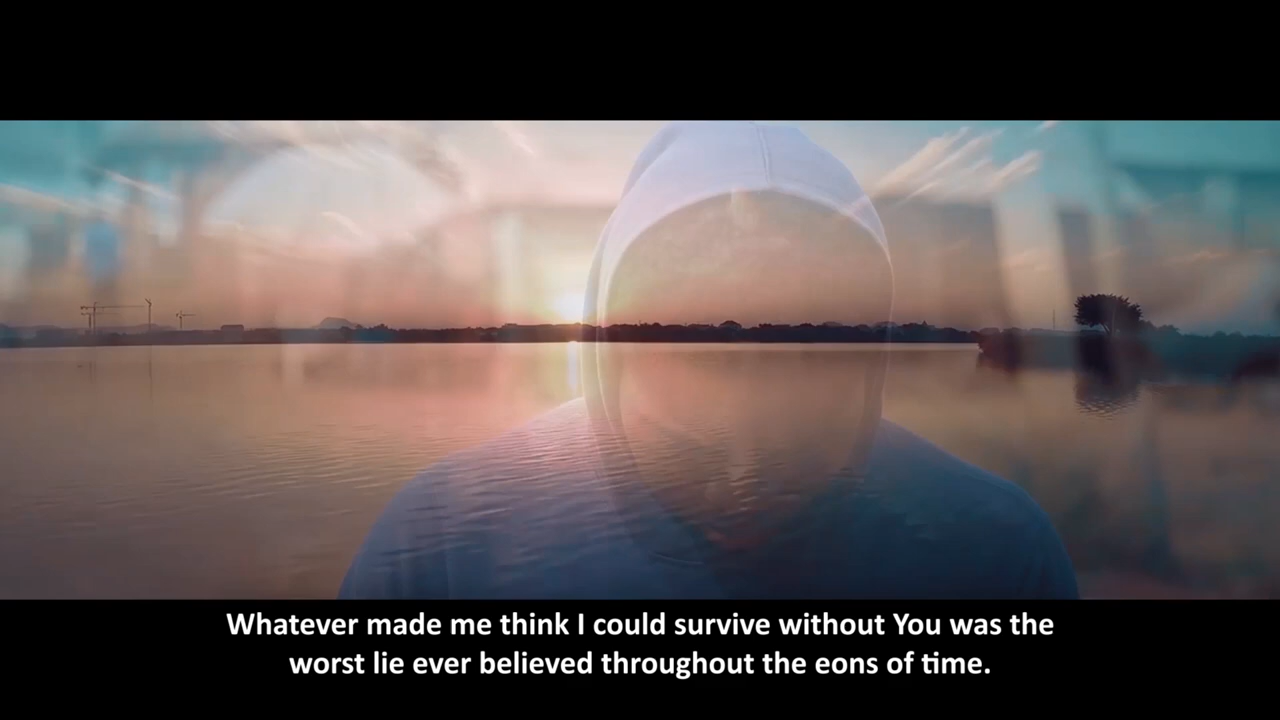 Whatever made me think I could survive without You was the
worst lie ever believed throughout the eons of time.